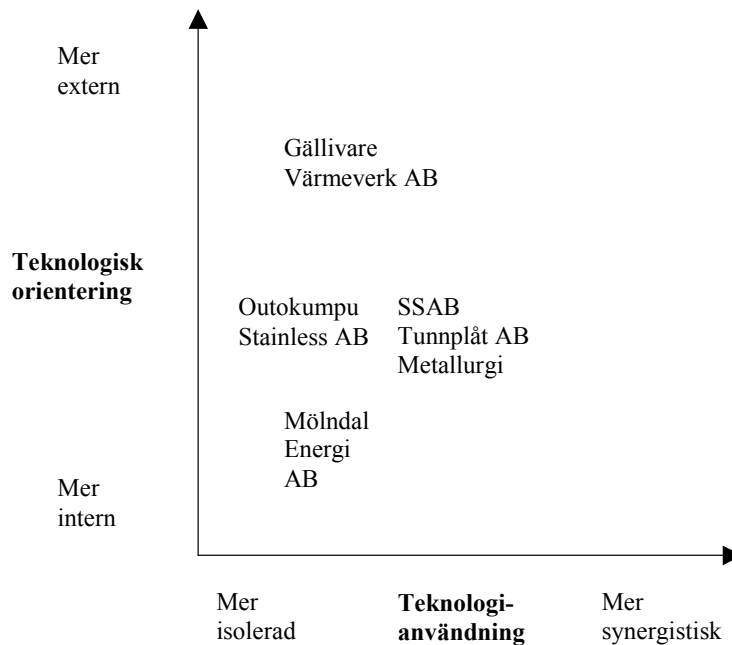 Mer
extern
Gällivare
Värmeverk AB
Teknologisk
orientering
Outokumpu
Stainless AB
SSAB
Tunnplåt AB
Metallurgi
Mölndal
Energi
AB
Mer
intern
Mer
isolerad
Teknologi-
användning
Mer
synergistisk